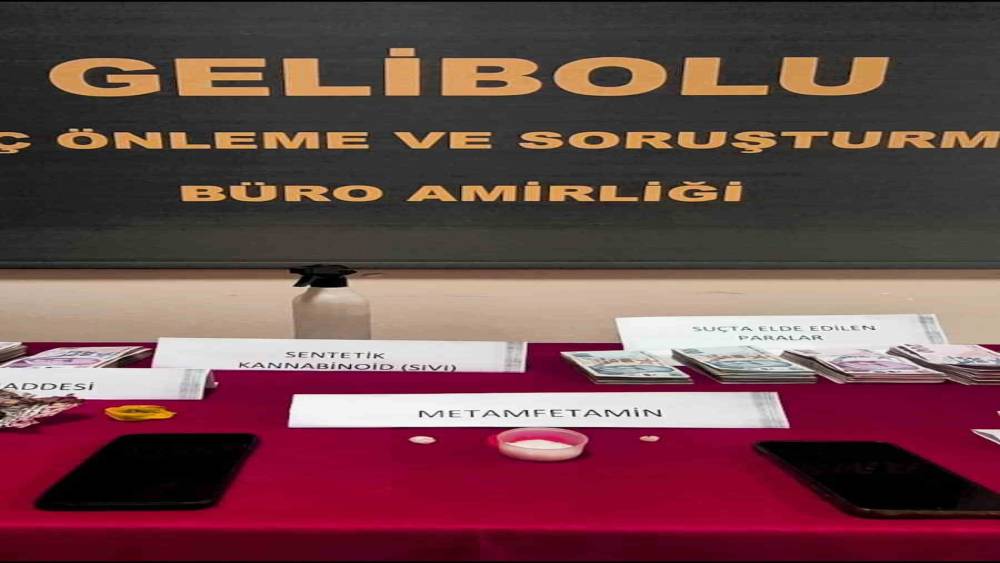 GELİBOLU
Ç ÖNLEME VE SORUŞTURM
BÜRO AMİRLİĞİ
SUÇTA ELDE EDİLEN
PARALAR
SENTETİK
KANNABİNOİD (SIVI)
ADDESİ
METAMFETAMİN